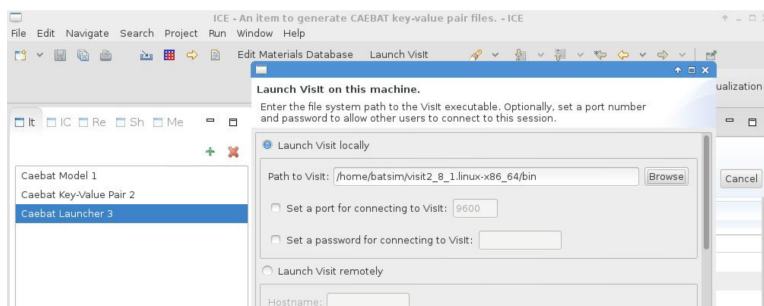 ICE - An item to generate CAEBAT key-value pair files. - ICE
File Edit Navigate Search Project Run Window Help
Edit Materials Database Launch VisIt
Launch VisIt on this machine.
Enter the file system path to the VisIt executable. Optionally, set a port number
and password to allow other users to connect to this session.
ualization
It IC Re Sh Me
Launch Visit locally
Caebat Model 1
Path to VisIt: /home/batsim/visit2_8_1.linux-x86_64/bin Browse
Cancel
Caebat Key-Value Pair 2
Caebat Launcher 3
Set a port for connecting to VisIt: 9600
Set a password for connecting to VisIt:
Launch Visit remotely
Hostname: